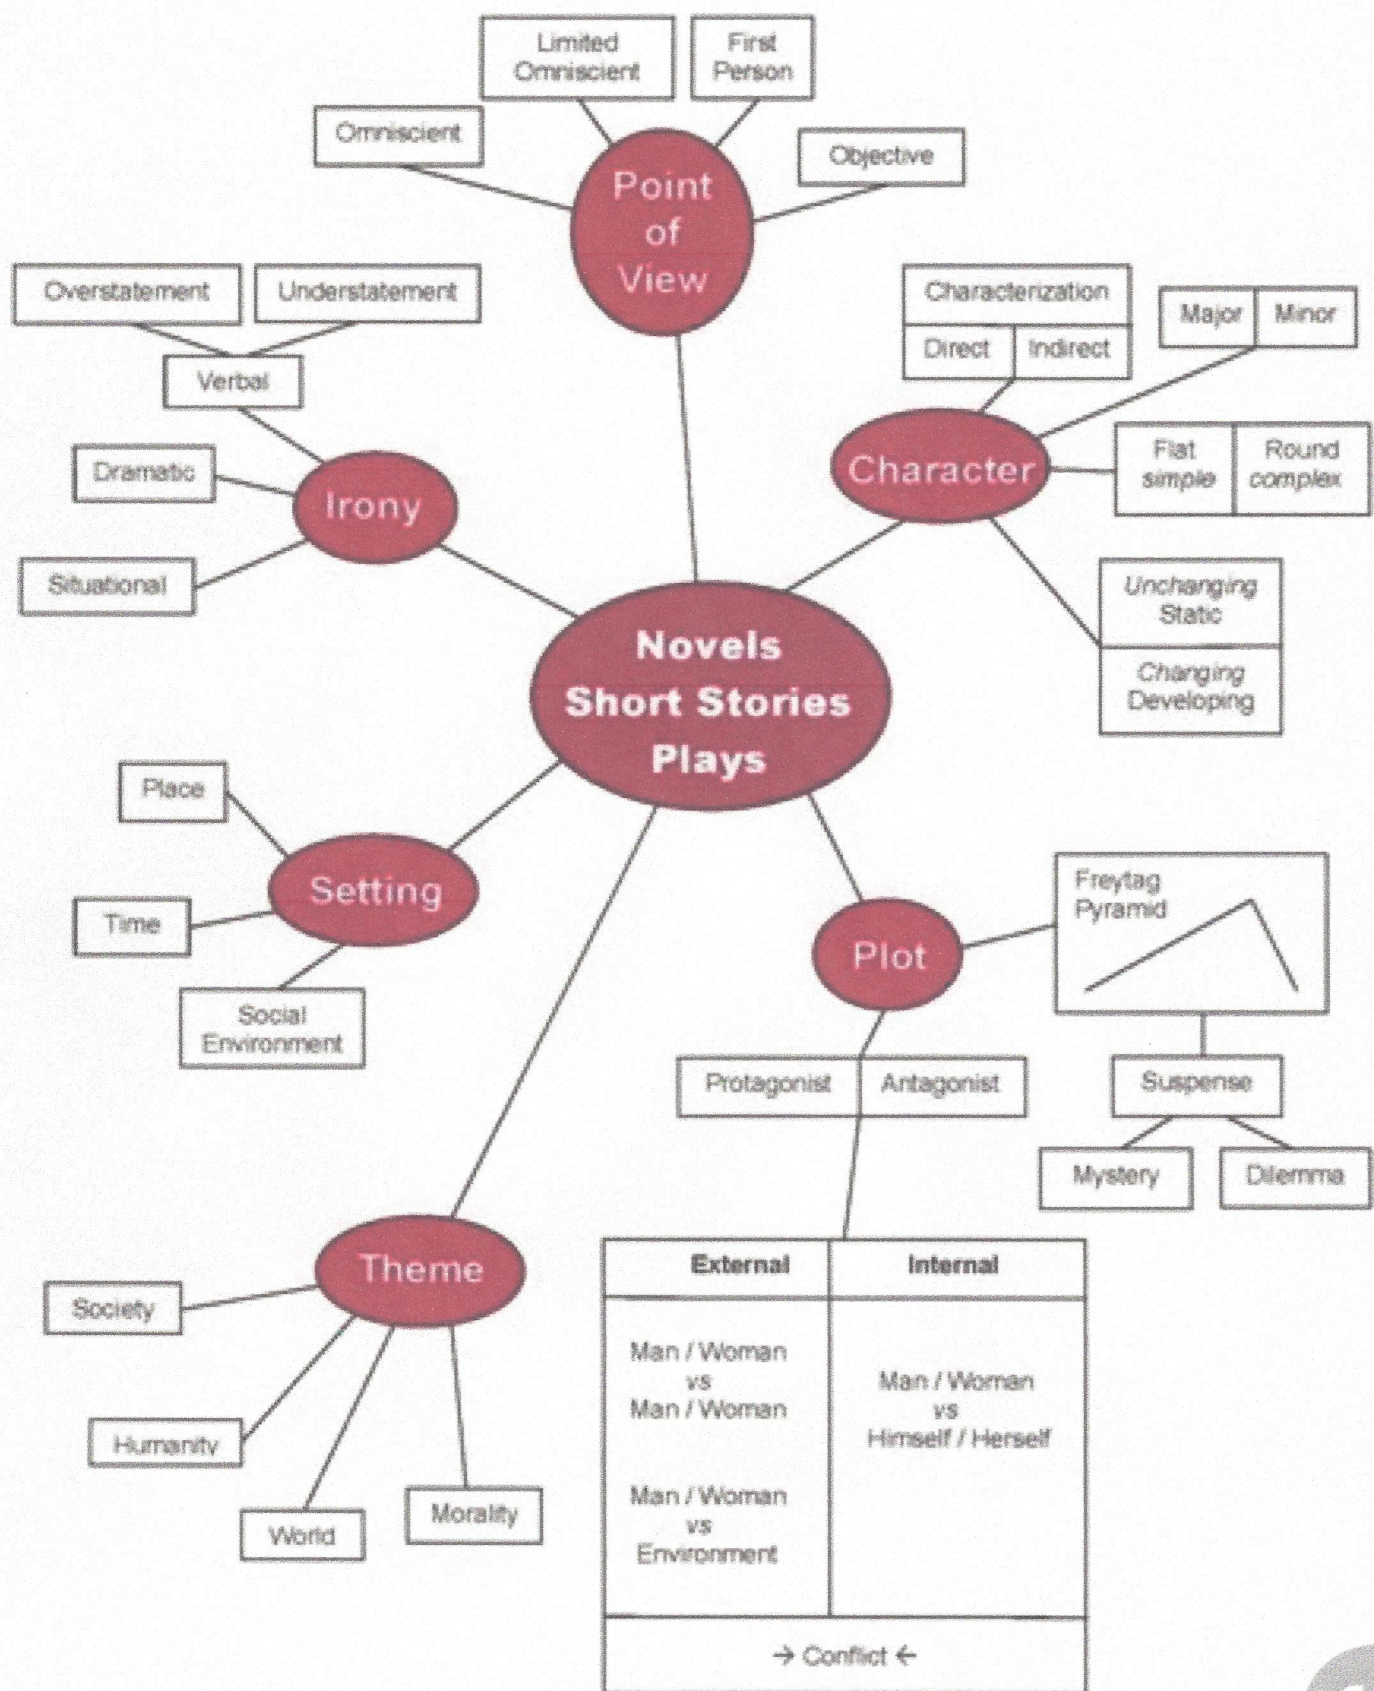 Limited
Omniscient
First
Person
Omniscient
Objective
Point
of
View
Overstatement
Understatement
Verbal
Dramatic
Situational
Irony
Characterization
Direct
Indirect
Major
Minor
Character
Flat
simple
Round
complex
Unchanging
Static
Changing
Developing
Novels
Short Stories
Plays
Place
Time
Social
Environment
Setting
Plot
Freytag
Pyramid
Suspense
Mystery
Dilemma
Protagonist
Antagonist
Theme
Society
Humanity
World
Morality
External
Internal
Man / Woman
vs
Man / Woman
Man / Woman
vs
Environment
Man / Woman
vs
Himself / Herself
→ Conflict ←